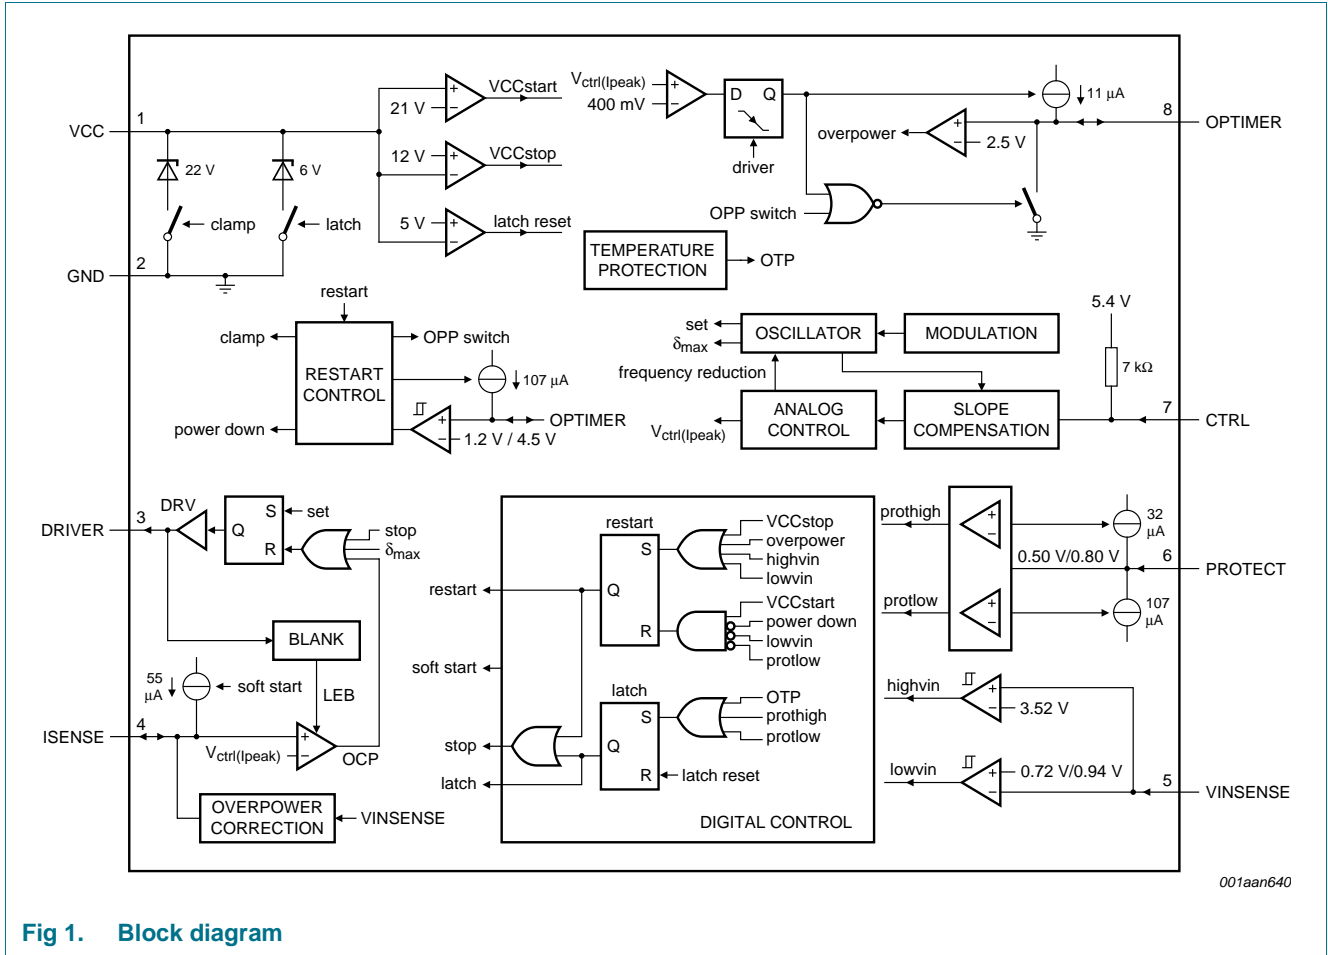 VCC
1
22 V
6 V
clamp
latch
GND
2
21 V
+
−
VCCstart
12 V
+
−
VCCstop
5 V
+
−
latch reset
Vctrl(Ipeak)
400 mV
+
−
D Q
driver
overpower
+
−
2.5 V
11 μA
8
OPTIMER
OPP switch
TEMPERATURE
PROTECTION
OTP
restart
clamp
OPP switch
RESTART
CONTROL
107 μA
power down
+
−
OPTIMER
1.2 V / 4.5 V
set
δmax
OSCILLATOR
MODULATION
frequency reduction
Vctrl(Ipeak)
ANALOG
CONTROL
SLOPE
COMPENSATION
5.4 V
7 kΩ
7
CTRL
DRIVER
3
DRV
Q
S
R
set
stop
δmax
BLANK
LEB
55
μA
soft start
ISENSE
4
+
−
Vctrl(Ipeak)
OCP
OVERPOWER
CORRECTION
VINSENSE
restart
S
Q
R
VCCstop
overpower
highvin
lowvin
VCCstart
power down
lowvin
protlow
restart
soft start
latch
S
Q
R
OTP
prothigh
protlow
latch reset
stop
latch
DIGITAL CONTROL
prothigh
+
−
32
μA
0.50 V/0.80 V
6
PROTECT
protlow
+
−
107
μA
highvin
+
−
3.52 V
lowvin
+
−
0.72 V/0.94 V
5
VINSENSE
001aan640
Fig 1. Block diagram